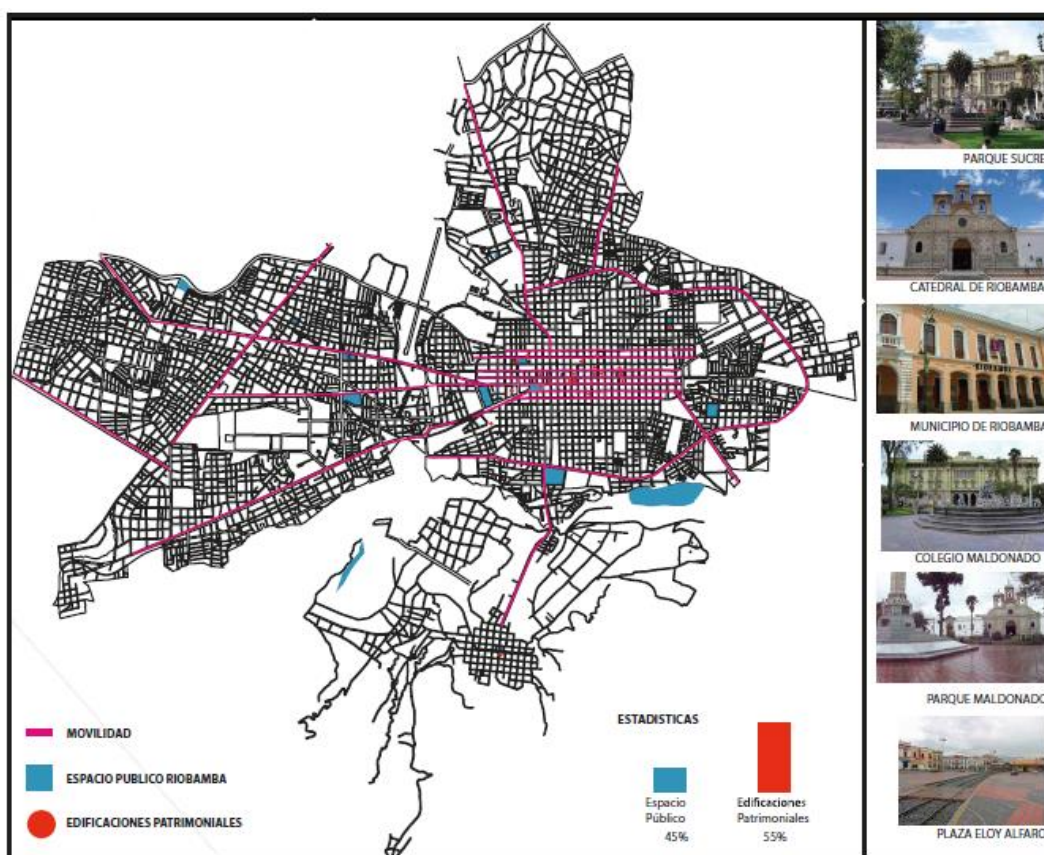 PARQUE SUCRE
CATEDRAL DE RIOBAMBA
MUNICIPIO DE RIOBAMBA
COLEGIO MALDONADO
PARQUE MALDONADO
PLAZA ELOY ALFARO
MOVILIDAD
ESPACIO PUBLICO RIOBAMBA
EDIFICACIONES PATRIMONIALES
ESTADISTICAS
Espacio
Público
45%
Edificaciones
Patrimoniales
55%